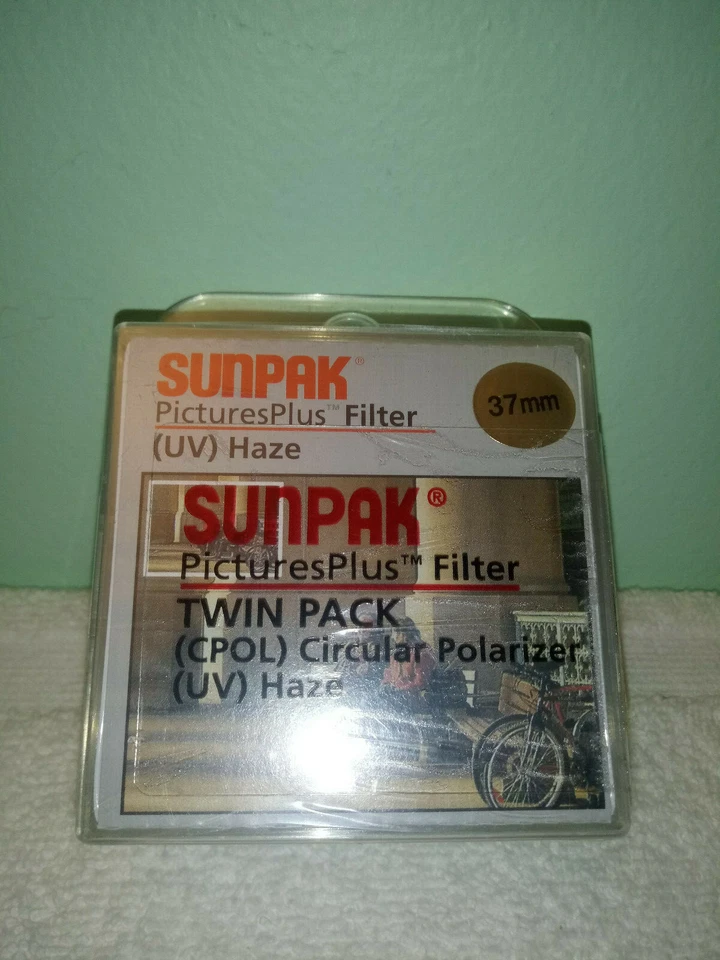 SUNPAK®
PicturesPlus™ Filter
(UV) Haze
37mm
SUNPAK®
PicturesPlus™ Filter
TWIN PACK
(CPOL) Circular Polarizer
(UV) Haze